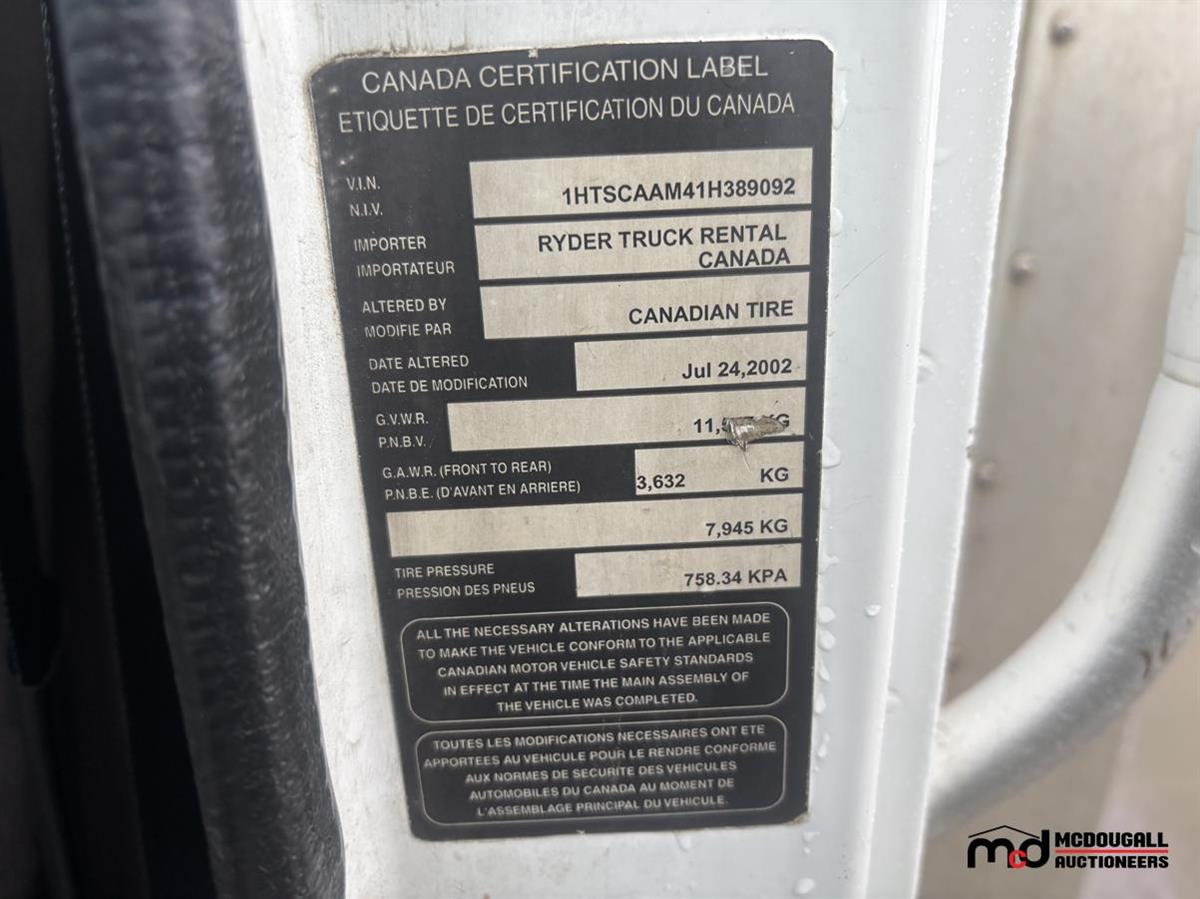 CANADA CERTIFICATION LABEL
ETIQUETTE DE CERTIFICATION DU CANADA
V.I.N.
N.I.V.
1HTSCAAM41H389092
IMPORTER
IMPORTATEUR
RYDER TRUCK RENTAL
CANADA
ALTERED BY
MODIFIE PAR
CANADIAN TIRE
DATE ALTERED
DATE DE MODIFICATION
Jul 24,2002
G.V.W.R.
P.N.B.V.
KG
G.A.W.R. (FRONT TO REAR)
P.N.B.E. (D'AVANT EN ARRIERE)
3,632 KG
7,945 KG
TIRE PRESSURE
PRESSION DES PNEUS
758.34 KPA
ALL THE NECESSARY ALTERATIONS HAVE BEEN MADE
TO MAKE THE VEHICLE CONFORM TO THE APPLICABLE
CANADIAN MOTOR VEHICLE SAFETY STANDARDS
IN EFFECT AT THE TIME THE MAIN ASSEMBLY OF
THE VEHICLE WAS COMPLETED.
TOUTES LES MODIFICATIONS NECESSAIRES ONT ETE
APPORTEES AU VEHICULE POUR LE RENDRE CONFORME
AUX NORMES DE SECURITE DES VEHICULES
AUTOMOBILES DU CANADA AU MOMENT DE
L'ASSEMBLAGE PRINCIPAL DU VEHICULE.
mcd MCDOUGALL
AUCTIONEERS